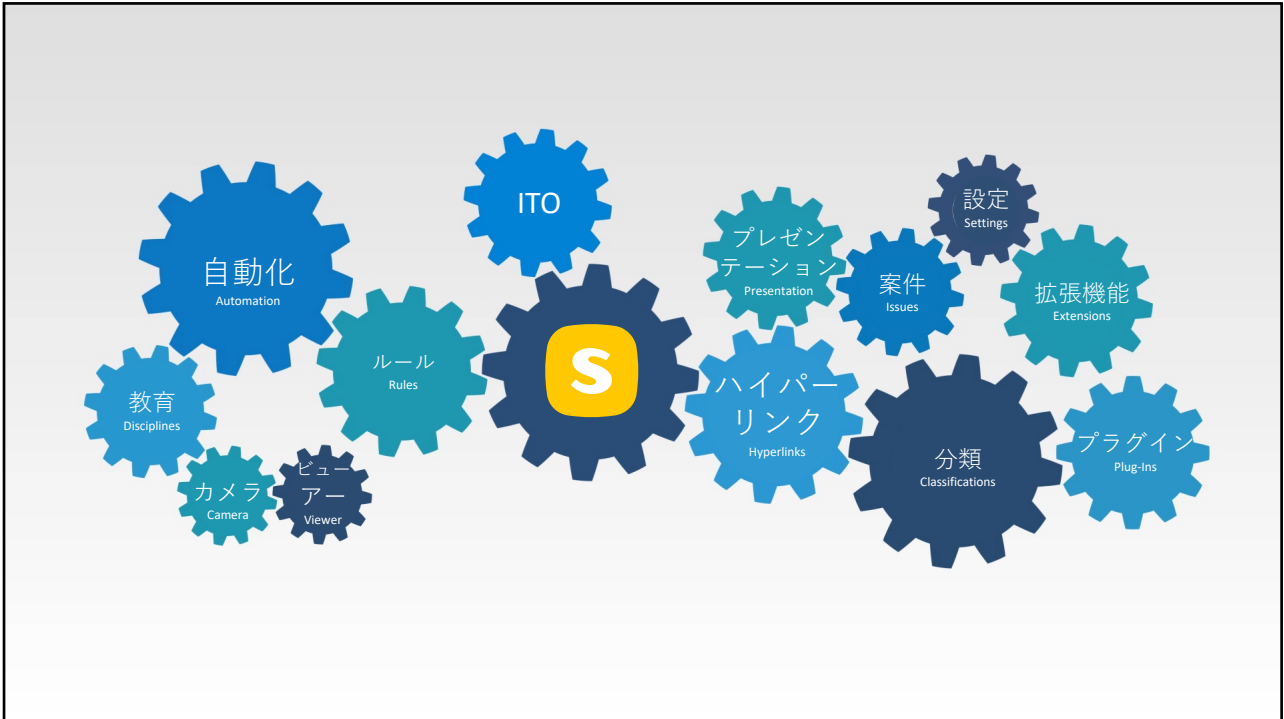 自動化
Automation
ITO
教育
Disciplines
ルール
Rules
カメラ
Camera
ビュー
アー
Viewer
S
プレゼン
テーション
Presentation
案件
Issues
設定
Settings
拡張機能
Extensions
ハイパー
リンク
Hyperlinks
分類
Classifications
プラグイン
Plug-Ins